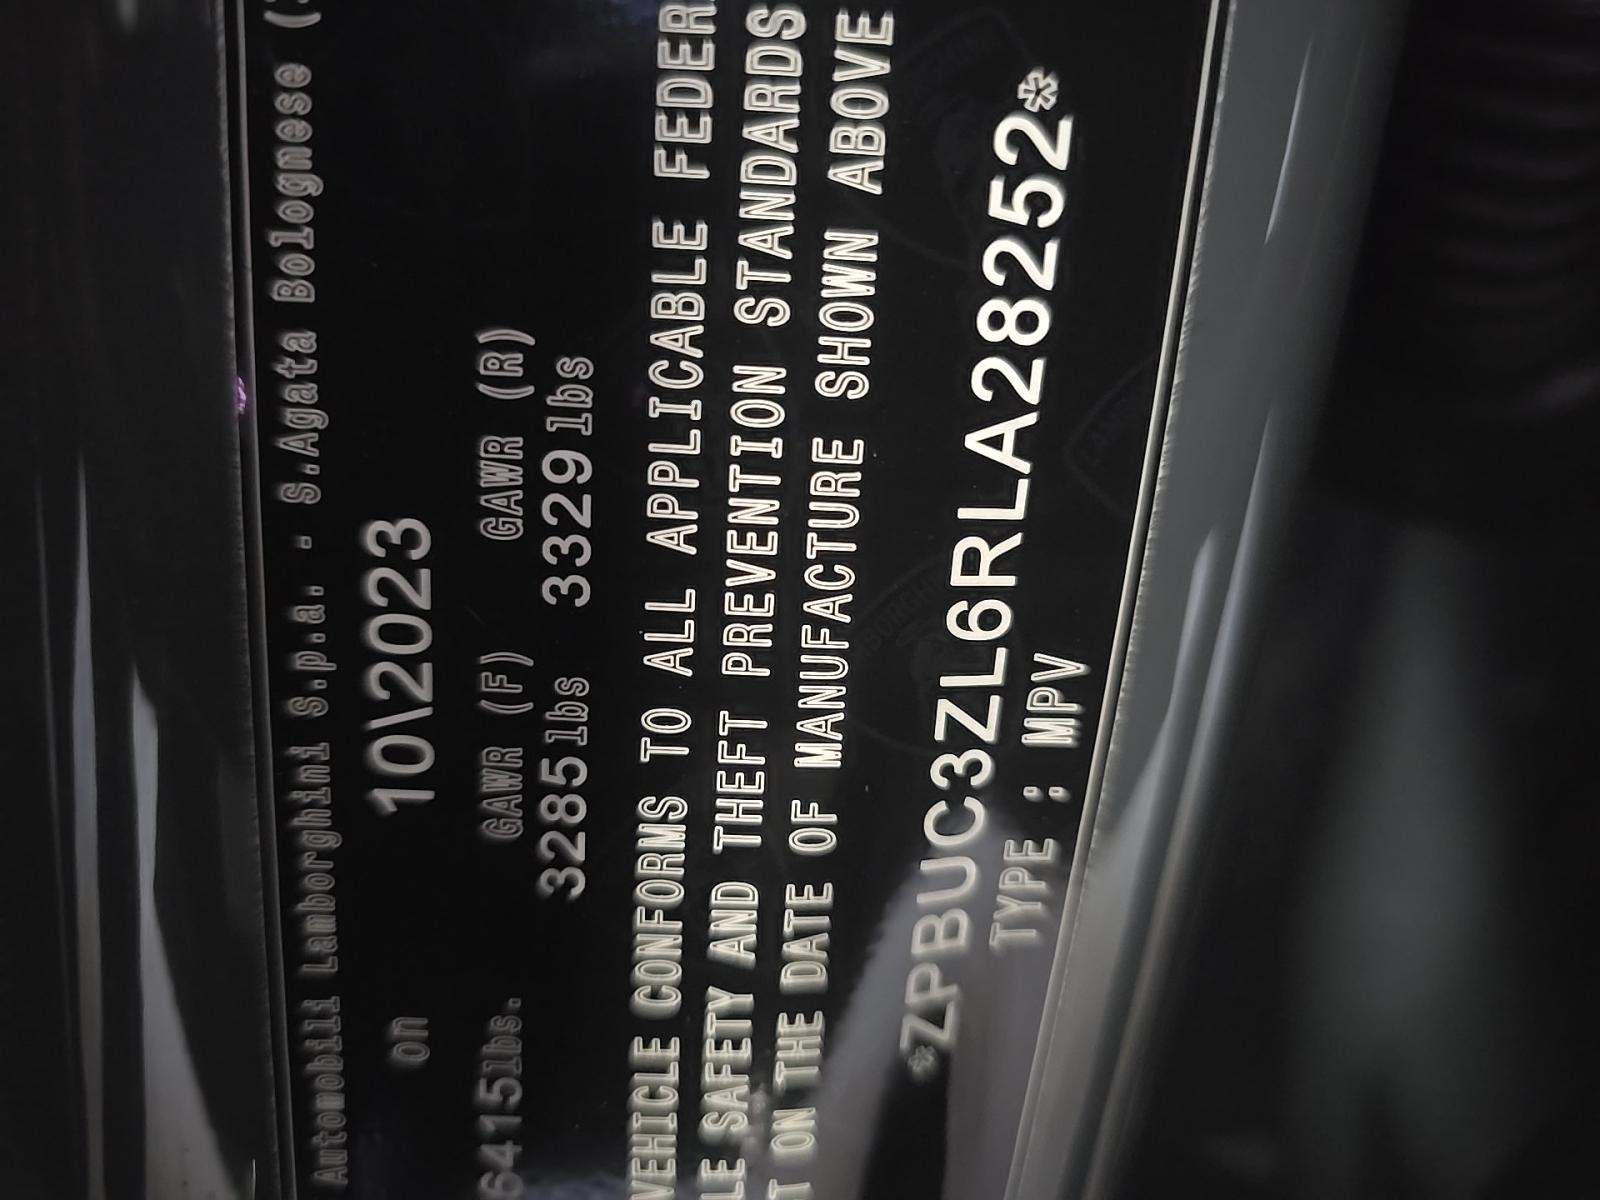 Automobili Lamborghini S.p.a. - S.Agata Bolognese (
on 10\2023
6415lbs. GAWR (F) GAWR (R)
3285lbs 3329lbs
VEHICLE CONFORMS TO ALL APPLICABLE FEDER
LE SAFETY AND THEFT PREVENTION STANDARDS
T ON THE DATE OF MANUFACTURE SHOWN ABOVE
*ZPBUC3ZL6RLA28252*
TYPE : MPV